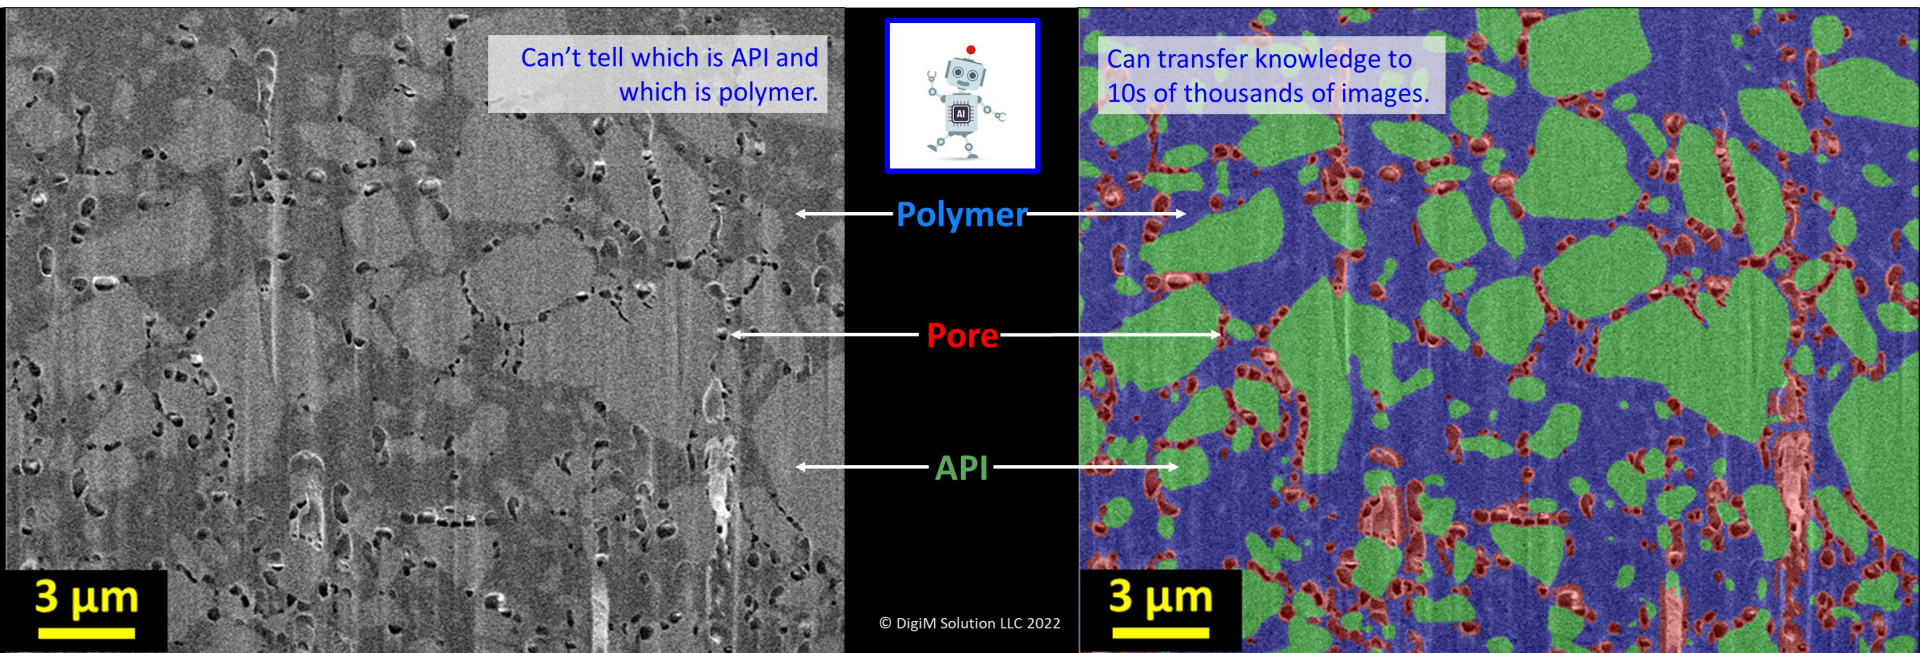 Can't tell which is API and
which is polymer.
AI
Can transfer knowledge to
10s of thousands of images.
Polymer
Pore
API
3 μm
© DigiM Solution LLC 2022
3 μm